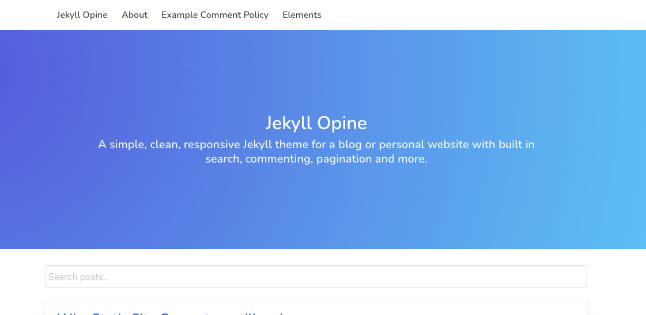 Jekyll Opine About Example Comment Policy Elements
Jekyll Opine
A simple, clean, responsive Jekyll theme for a blog or personal website with built in
search, commenting, pagination and more.
Search posts...